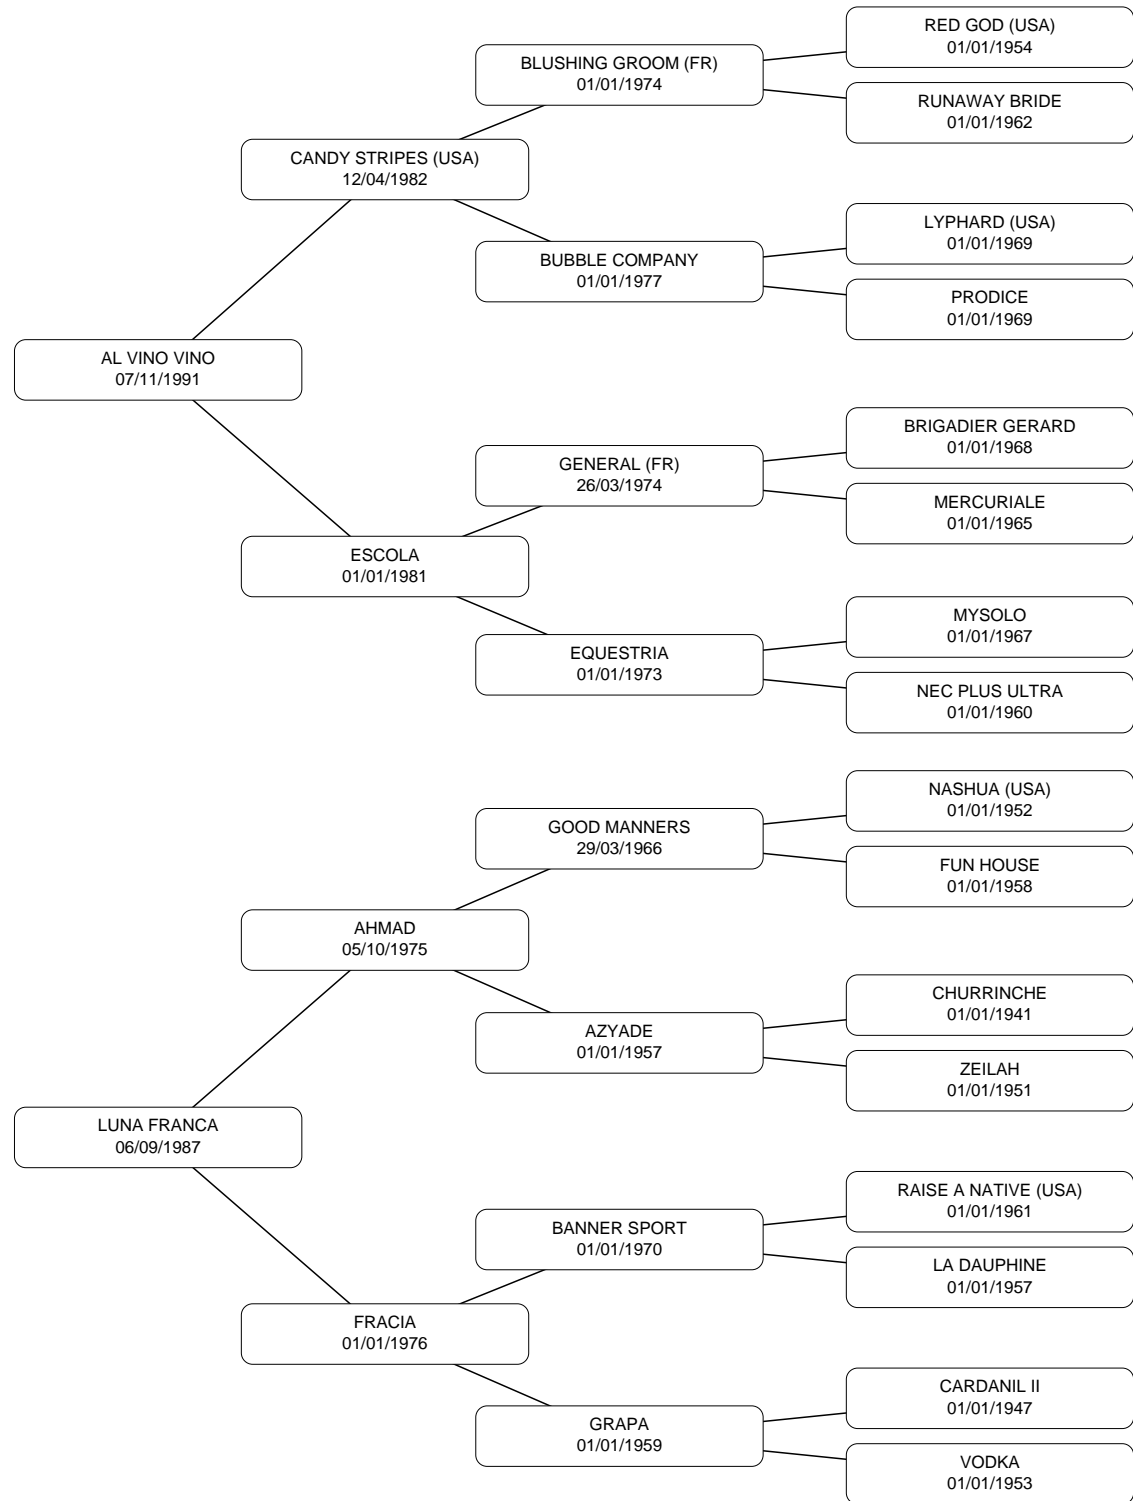 RED GOD (USA)
01/01/1954
BLUSHING GROOM (FR)
01/01/1974
RUNAWAY BRIDE
01/01/1962
CANDY STRIPES (USA)
12/04/1982
LYPHARD (USA)
01/01/1969
BUBBLE COMPANY
01/01/1977
PRODICE
01/01/1969
AL VINO VINO
07/11/1991
BRIGADIER GERARD
01/01/1968
GENERAL (FR)
26/03/1974
MERCURIALE
01/01/1965
ESCOLA
01/01/1981
MYSOLO
01/01/1967
EQUESTRIA
01/01/1973
NEC PLUS ULTRA
01/01/1960
NASHUA (USA)
01/01/1952
GOOD MANNERS
29/03/1966
FUN HOUSE
01/01/1958
AHMAD
05/10/1975
CHURRINCHE
01/01/1941
AZYADE
01/01/1957
ZEILAH
01/01/1951
LUNA FRANCA
06/09/1987
RAISE A NATIVE (USA)
01/01/1961
BANNER SPORT
01/01/1970
LA DAUPHINE
01/01/1957
FRACIA
01/01/1976
CARDANIL II
01/01/1947
GRAPA
01/01/1959
VODKA
01/01/1953